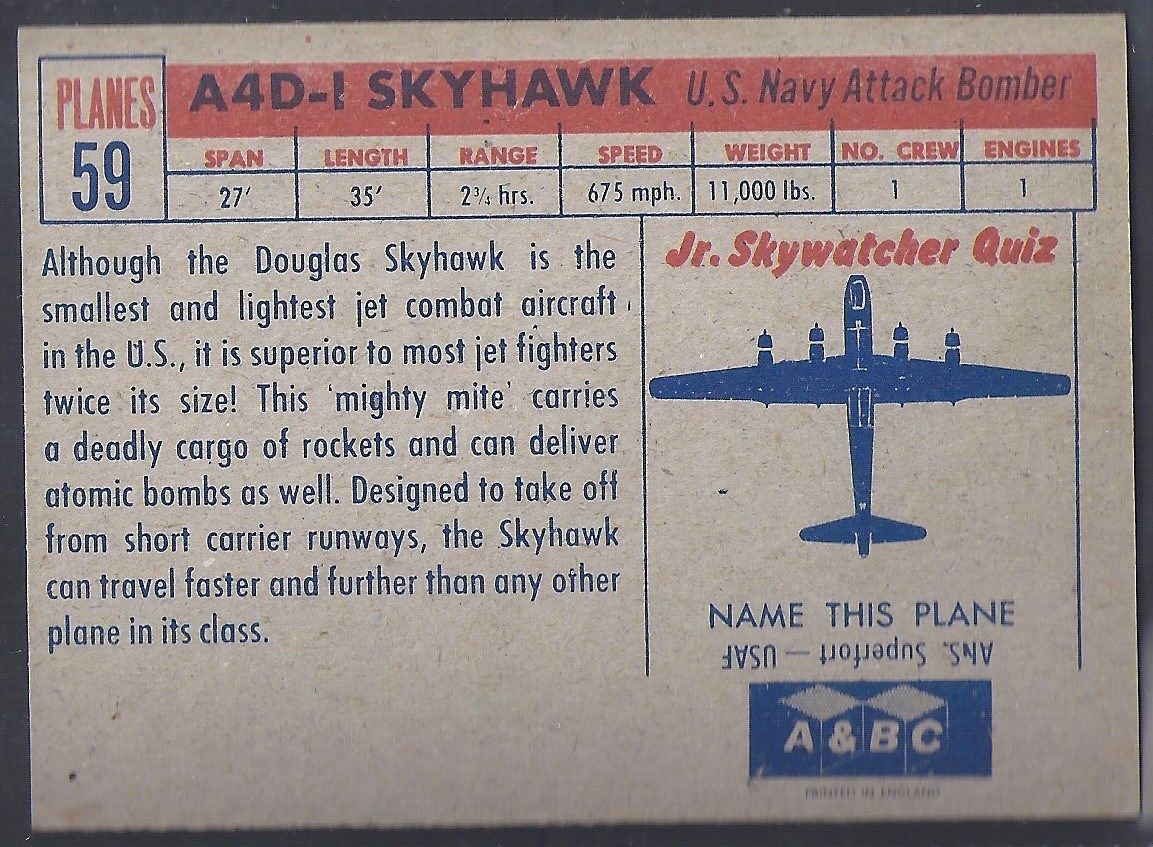 PLANES
59
A4D-1 SKYHAWK U.S. Navy Attack Bomber
SPAN LENGTH RANGE SPEED WEIGHT NO. CREW ENGINES
27′ 35′ 2¾ hrs. 675 mph. 11,000 lbs. 1 1
Although the Douglas Skyhawk is the
smallest and lightest jet combat aircraft
in the U.S., it is superior to most jet fighters
twice its size! This 'mighty mite' carries
a deadly cargo of rockets and can deliver
atomic bombs as well. Designed to take off
from short carrier runways, the Skyhawk
can travel faster and further than any other
plane in its class.
Jr. Skywatcher Quiz
NAME THIS PLANE
ANS. Superfort — USAF
A & B C
PRINTED IN ENGLAND